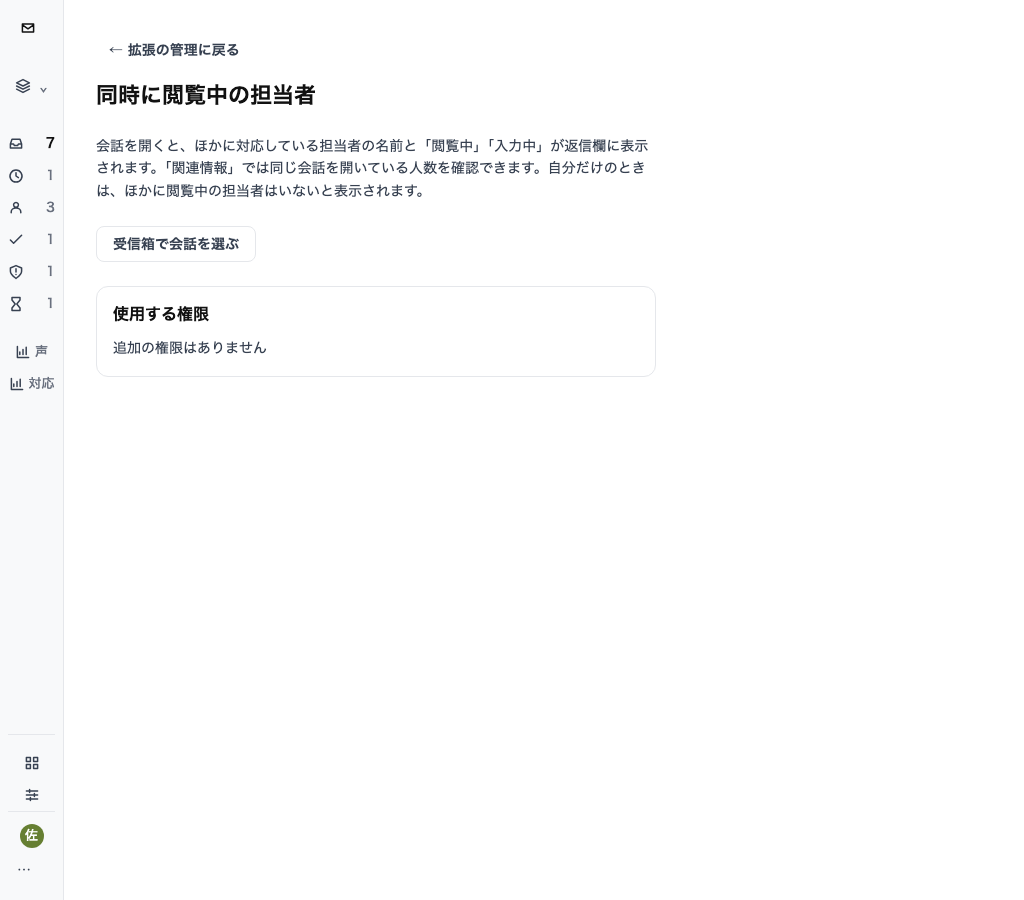 ← 拡張の管理に戻る
同時に閲覧中の担当者
会話を開くと、ほかに対応している担当者の名前と「閲覧中」「入力中」が返信欄に表示
されます。「関連情報」では同じ会話を開いている人数を確認できます。自分だけのとき
は、ほかに閲覧中の担当者はいないと表示されます。
受信箱で会話を選ぶ
使用する権限
追加の権限はありません
7
1
3
1
1
1
声
対応
佐
…